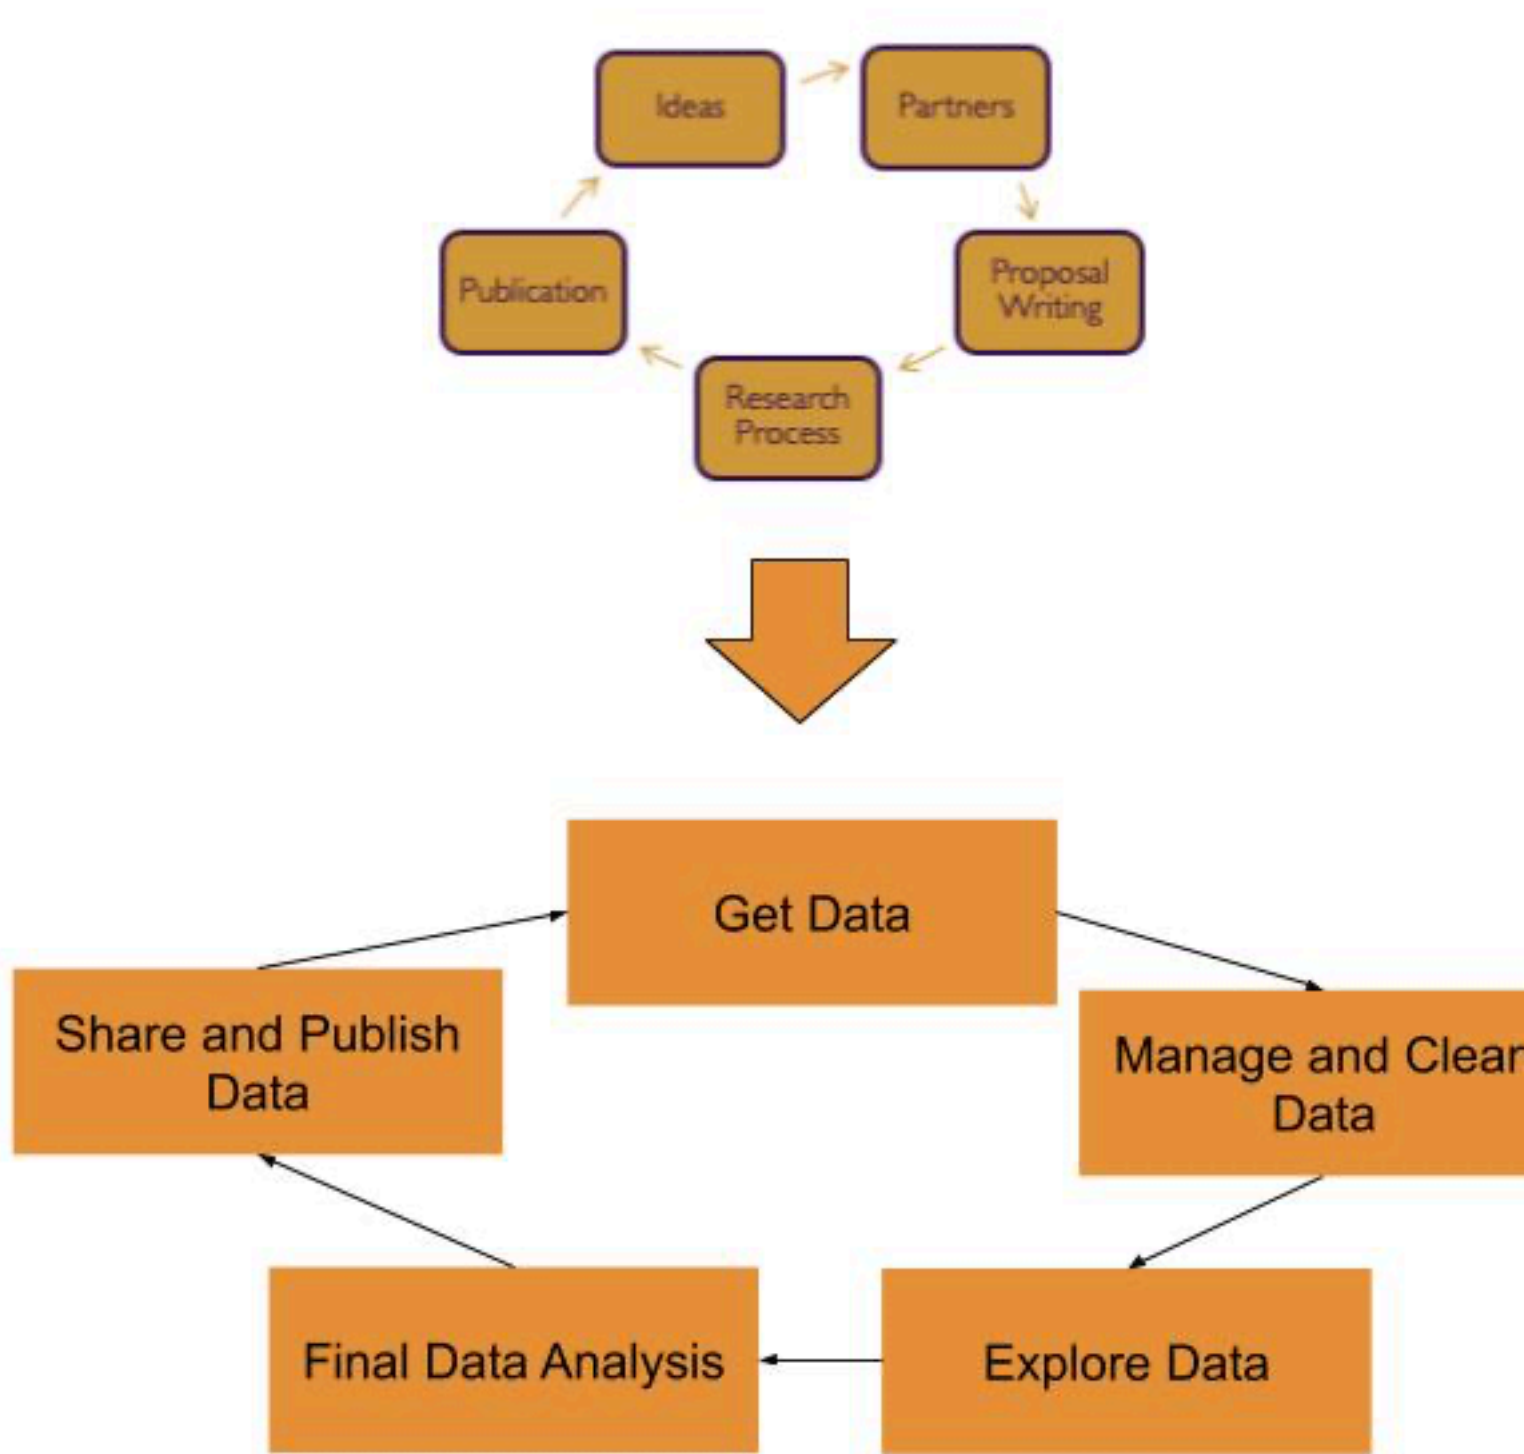 Ideas
Partners
Publication
Proposal
Writing
Research
Process
Get Data
Share and Publish
Data
Manage and Clean
Data
Final Data Analysis
Explore Data